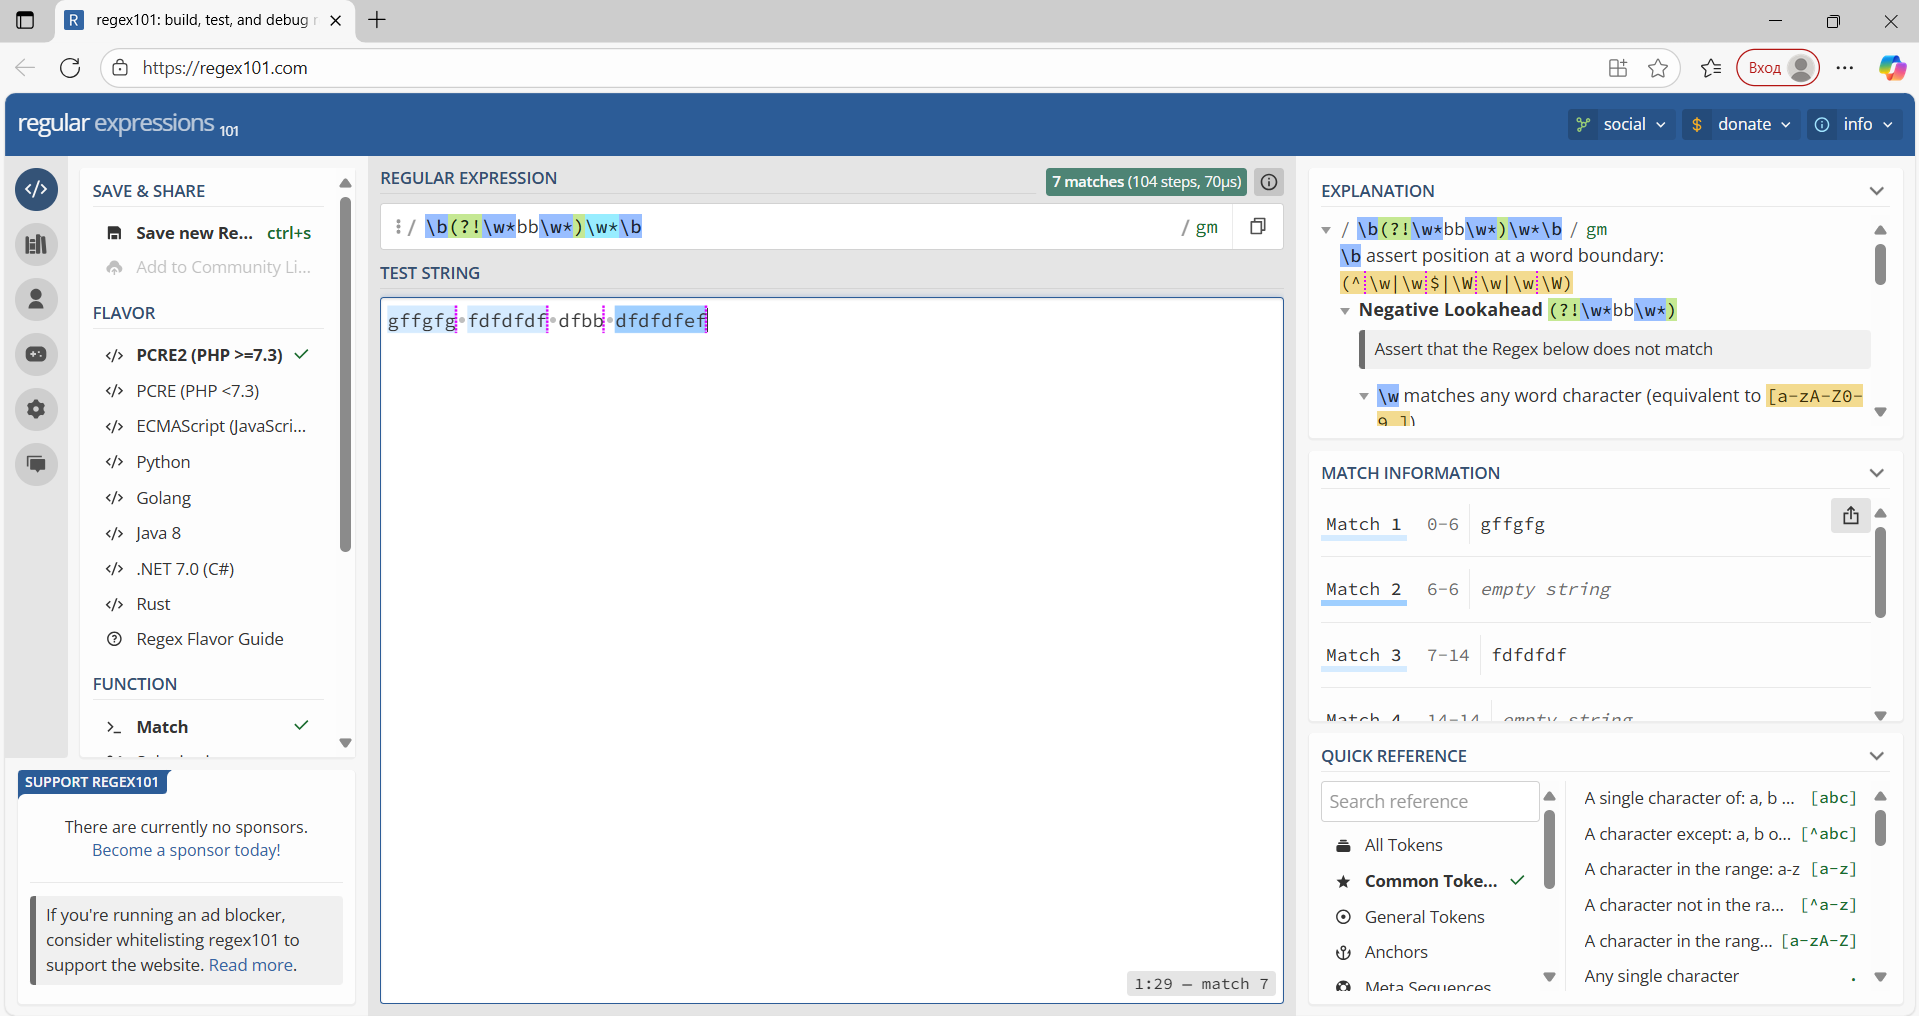 regex101: build, test, and debug r
https://regex101.com
Вход
regular expressions 101
social
$ donate
info
SAVE & SHARE
Save new Re... ctrl+s
Add to Community Li...
FLAVOR
</> PCRE2 (PHP >=7.3)
</> PCRE (PHP <7.3)
</> ECMAScript (JavaScri...
</> Python
</> Golang
</> Java 8
</> .NET 7.0 (C#)
</> Rust
Regex Flavor Guide
FUNCTION
>_ Match
SUPPORT REGEX101
There are currently no sponsors.
Become a sponsor today!
If you're running an ad blocker,
consider whitelisting regex101 to
support the website. Read more.
REGULAR EXPRESSION
7 matches (104 steps, 70µs)
/ \b(?!\w*bb\w*)\w*\b / gm
TEST STRING
gffgfg fdfdfdf dfbb dfdfdfef
1:29 — match 7
EXPLANATION
/ \b(?!\w*bb\w*)\w*\b / gm
\b assert position at a word boundary:
(^\w|\w$|\W\w|\w\W)
Negative Lookahead (?!\w*bb\w*)
Assert that the Regex below does not match
\w matches any word character (equivalent to [a-zA-Z0-
9_])
MATCH INFORMATION
Match 1 0-6 gffgfg
Match 2 6-6 empty string
Match 3 7-14 fdfdfdf
Match 4 14-14 empty string
QUICK REFERENCE
Search reference
All Tokens
Common Toke...
General Tokens
Anchors
Meta Sequences
A single character of: a, b ... [abc]
A character except: a, b o... [^abc]
A character in the range: a-z [a-z]
A character not in the ra... [^a-z]
A character in the rang... [a-zA-Z]
Any single character .